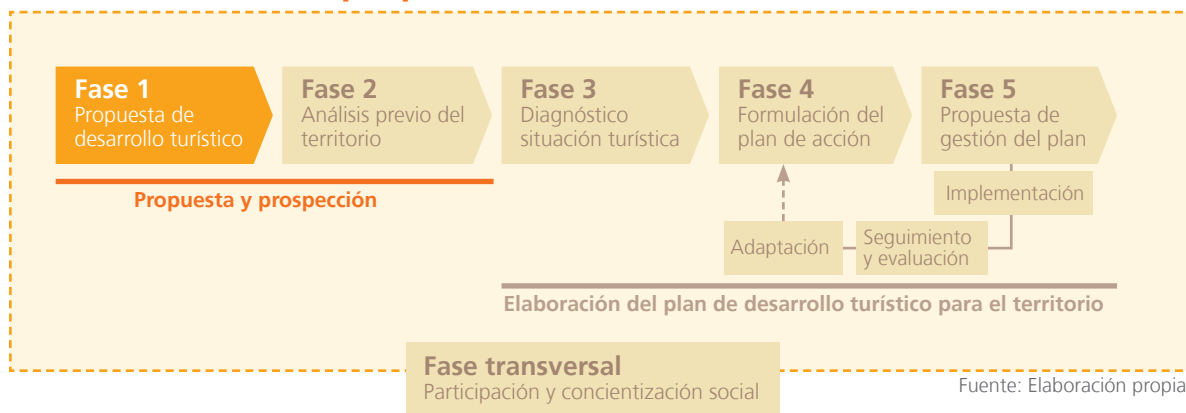 Fase 1
Propuesta de
desarrollo turístico
Fase 2
Análisis previo del
territorio
Fase 3
Diagnóstico
situación turística
Fase 4
Formulación del
plan de acción
Fase 5
Propuesta de
gestión del plan
Propuesta y prospección
Implementación
Adaptación
Seguimiento
y evaluación
Elaboración del plan de desarrollo turístico para el territorio
Fase transversal
Participación y concientización social
Fuente: Elaboración propia